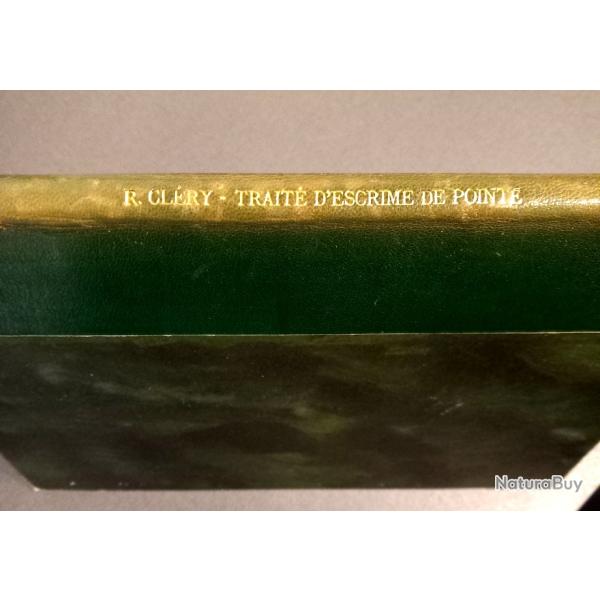 R. CLÉRY - TRAITÉ D'ESCRIME DE POINTE
NaturaBuy